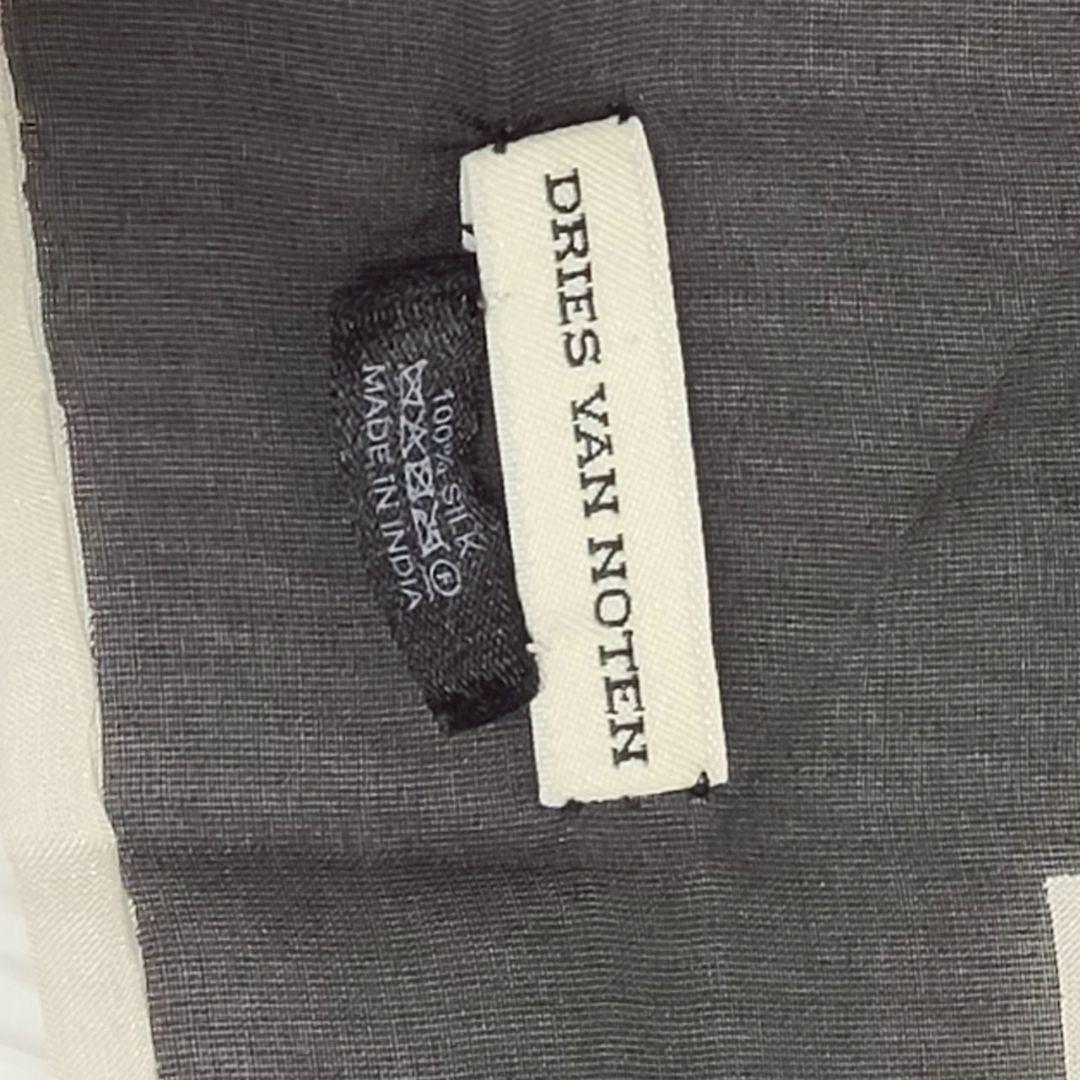 DRIES VAN NOTEN
100% SILK
F
MADE IN INDIA